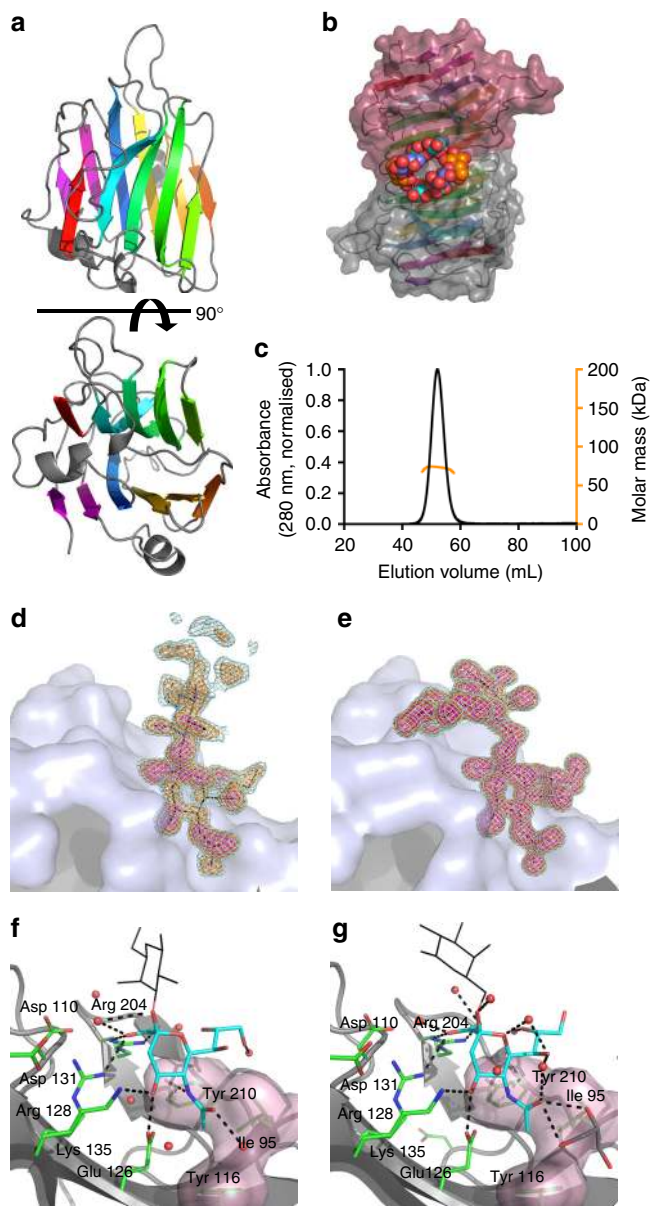 a
b
90°
c
Absorbance
(280 nm, normalised)
1.0
0.8
0.6
0.4
0.2
0.0
200
150
100
50
0
Molar mass (kDa)
20 40 60 80 100
Elution volume (mL)
d
e
f
Asp 110
Arg 204
Asp 131
Arg 128
Lys 135
Glu 126
Tyr 210
Ile 95
Tyr 116
g
Asp 110
Arg 204
Asp 131
Arg 128
Lys 135
Glu126
Tyr 210
Ile 95
Tyr 116